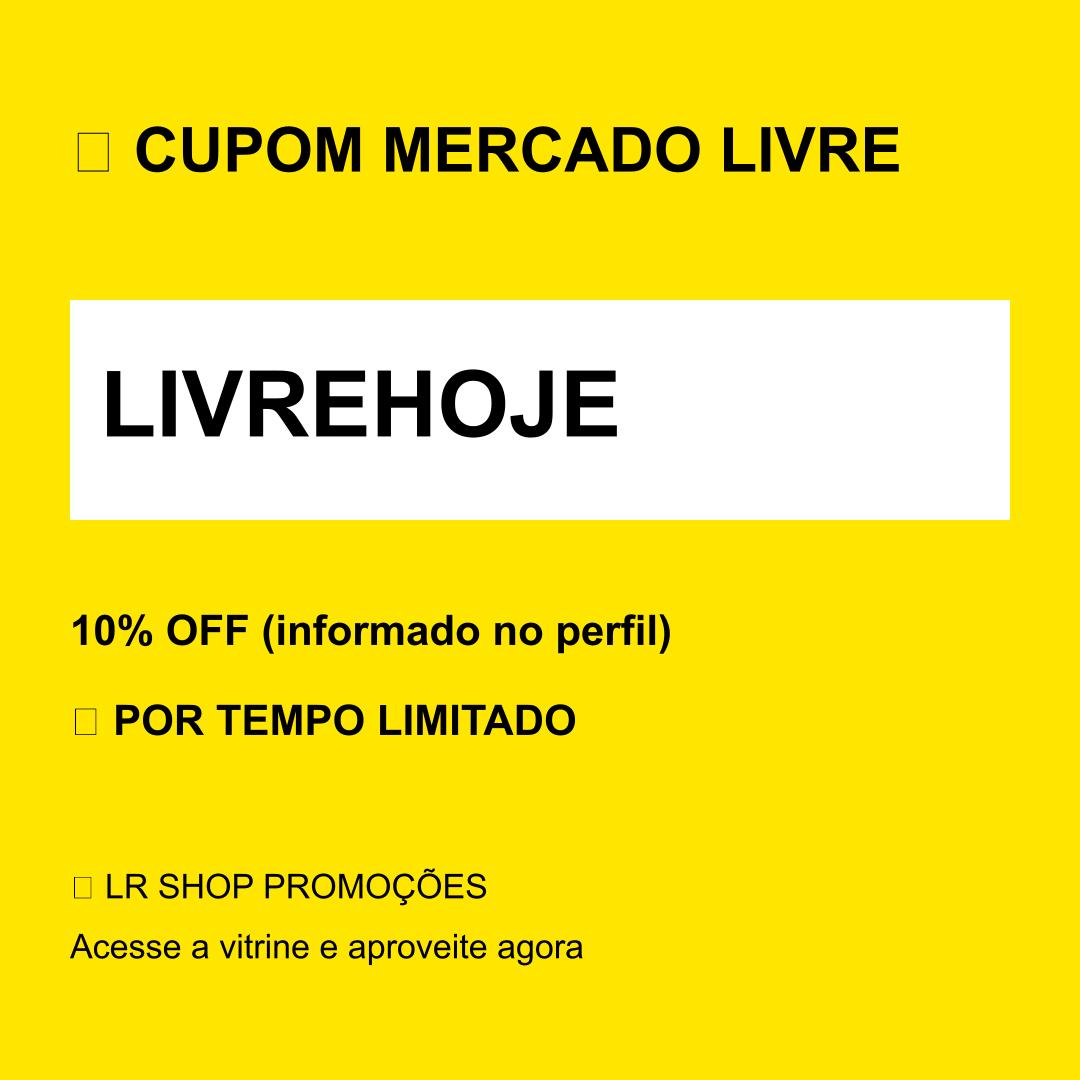 □ CUPOM MERCADO LIVRE
LIVREHOJE
10% OFF (informado no perfil)
□ POR TEMPO LIMITADO
□ LR SHOP PROMOÇÕES
Acesse a vitrine e aproveite agora